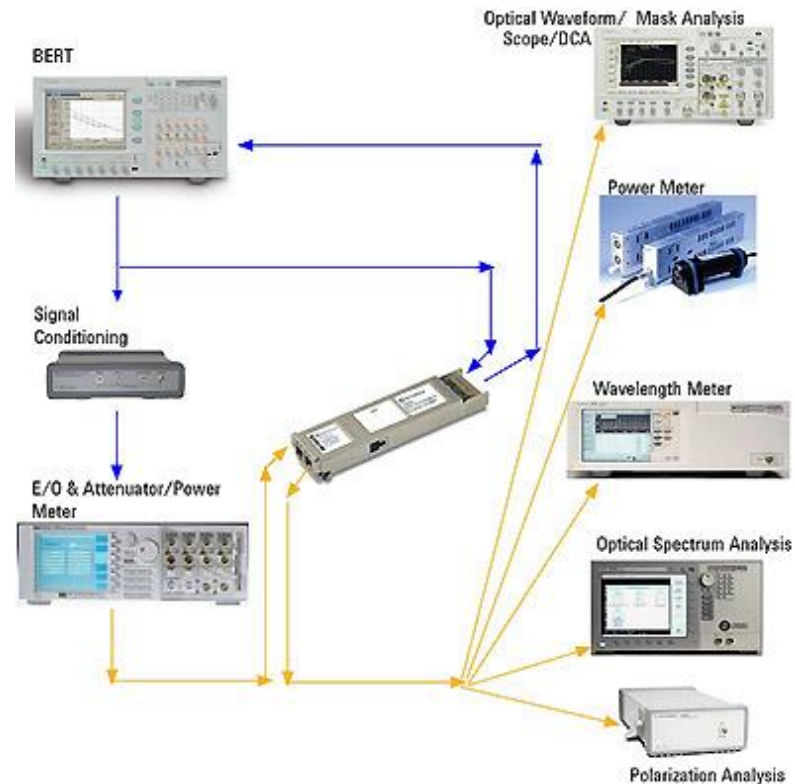 Optical Waveform/ Mask Analysis
Scope/DCA
BERT
Power Meter
Signal
Conditioning
Wavelength Meter
E/O & Attenuator/Power
Meter
Optical Spectrum Analysis
Polarization Analysis